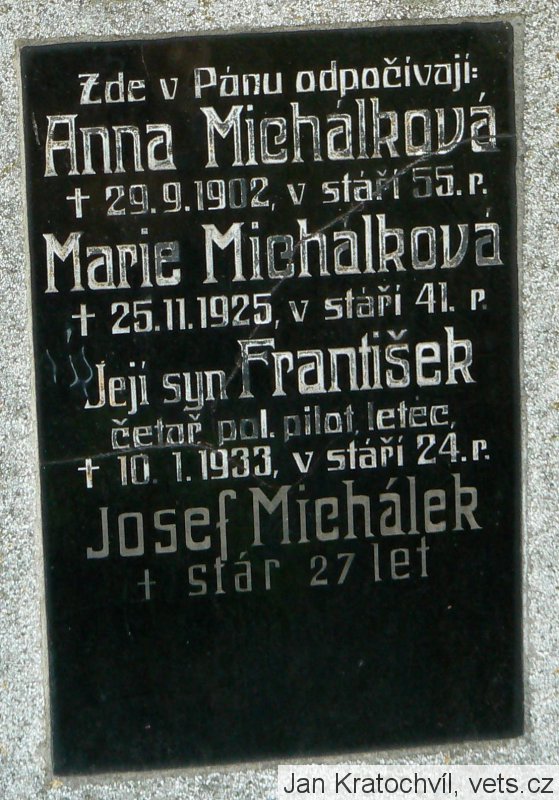 Zde v Pánu odpočívají:
Anna Michálková
† 29.9.1902, v stáří 55. r.
Marie Michalková
† 25.11.1925, v stáří 41. r.
Její syn František
četař pol. pilot, letec,
† 10. 1. 1933, v stáří 24. r.
Josef Michálek
† stár 27 let
Jan Kratochvíl, vets.cz